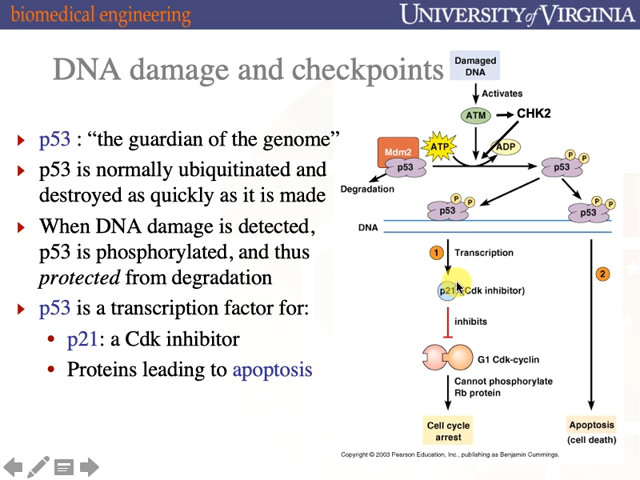 biomedical engineering
UNIVERSITY of VIRGINIA
DNA damage and checkpoints
p53 : “the guardian of the genome”
p53 is normally ubiquitinated and
destroyed as quickly as it is made
When DNA damage is detected,
p53 is phosphorylated, and thus
protected from degradation
p53 is a transcription factor for:
p21: a Cdk inhibitor
Proteins leading to apoptosis
Damaged
DNA
Activates
ATM
CHK2
ATP
ADP
Mdm2
p53
P
P
p53
Degradation
P
P
p53
P
P
p53
DNA
1
Transcription
2
p21 (Cdk inhibitor)
inhibits
G1 Cdk-cyclin
Cannot phosphorylate
Rb protein
Cell cycle
arrest
Apoptosis
(cell death)
Copyright © 2003 Pearson Education, Inc., publishing as Benjamin Cummings.